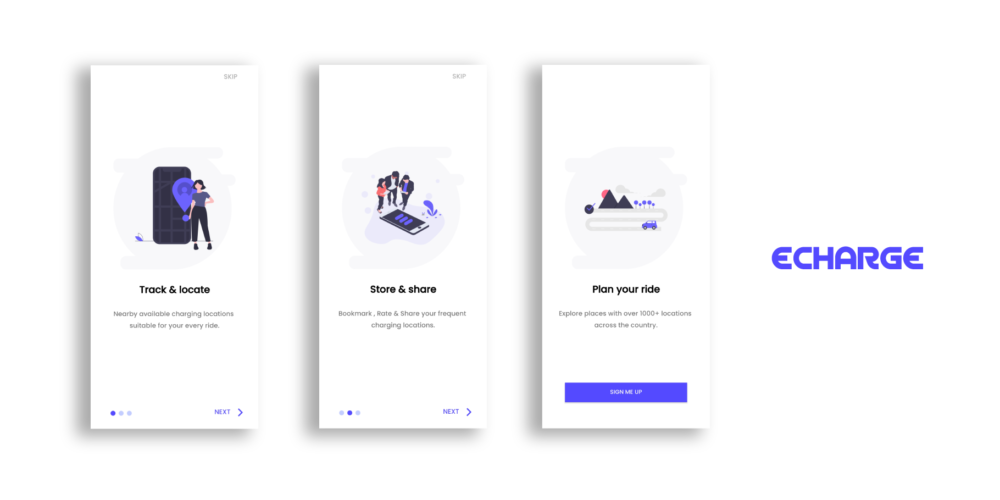 SKIP
Track & locate
Nearby available charging locations
suitable for your every ride.
NEXT
SKIP
Store & share
Bookmark , Rate & Share your frequent
charging locations.
NEXT
Plan your ride
Explore places with over 1000+ locations
across the country.
SIGN ME UP
ECHARGE